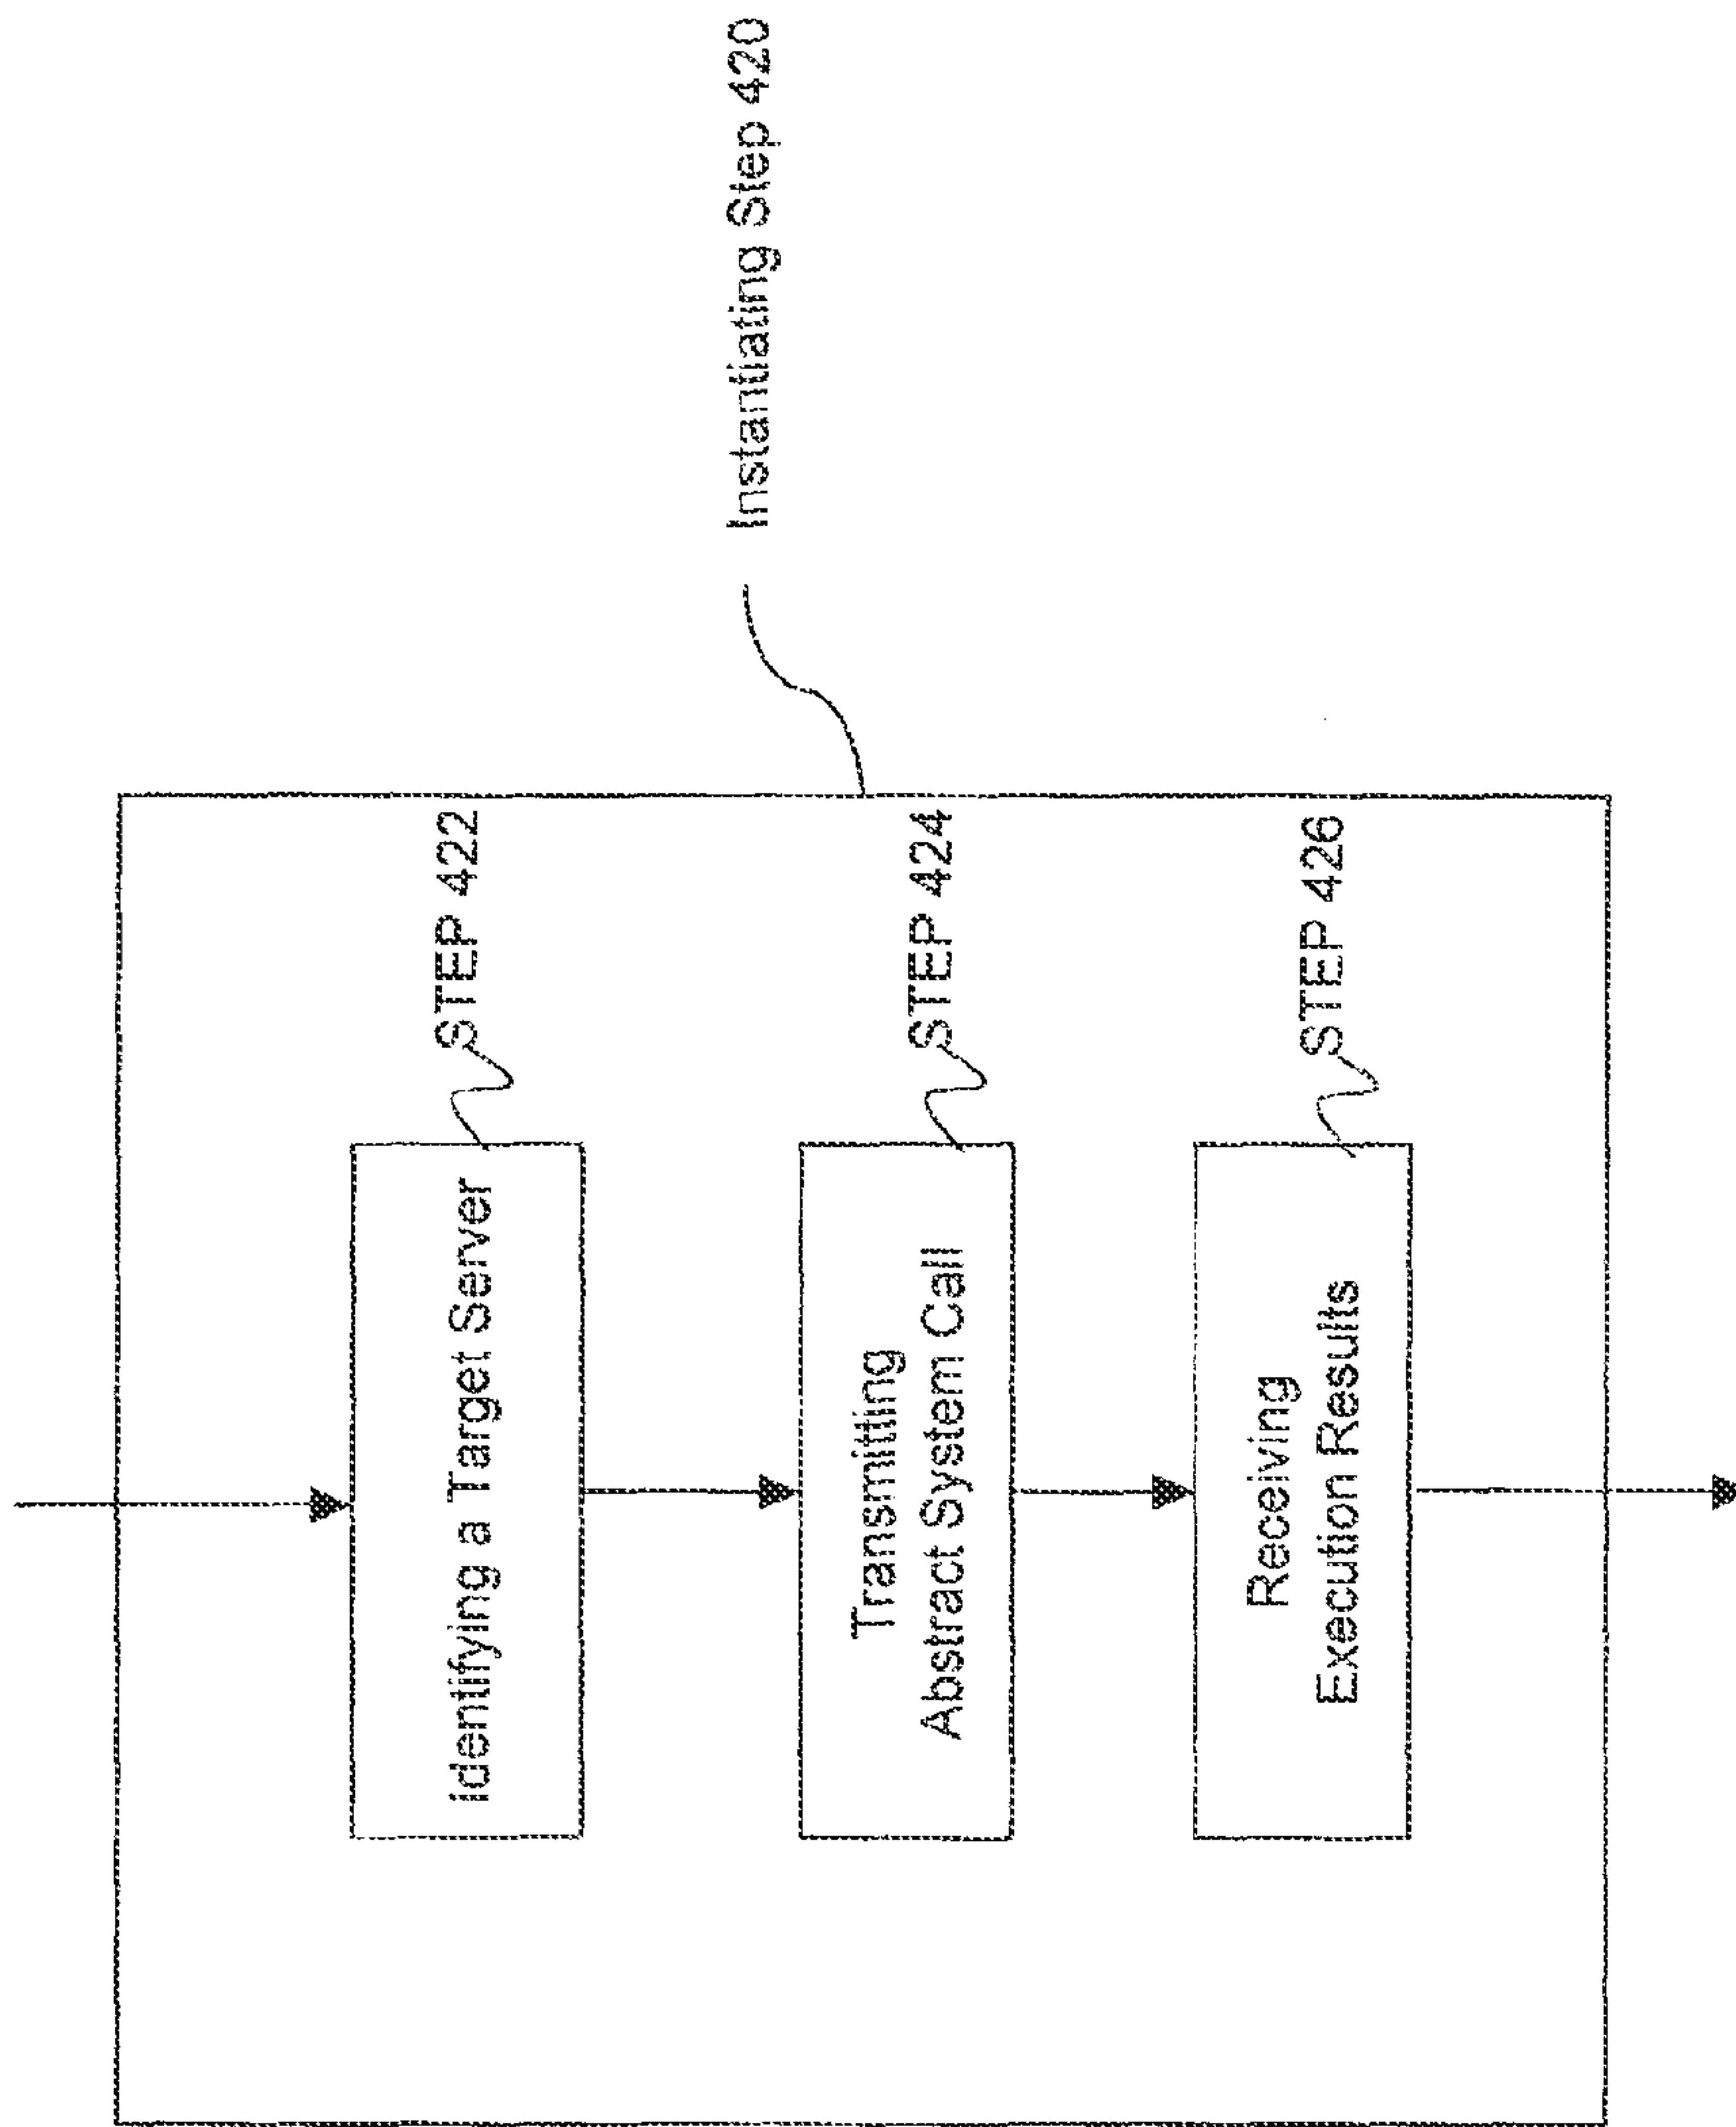 Instantiating Step 420
STEP 422
Identifying a Target Server
STEP 424
Transmitting
Abstract System Call
STEP 426
Receiving
Execution Results